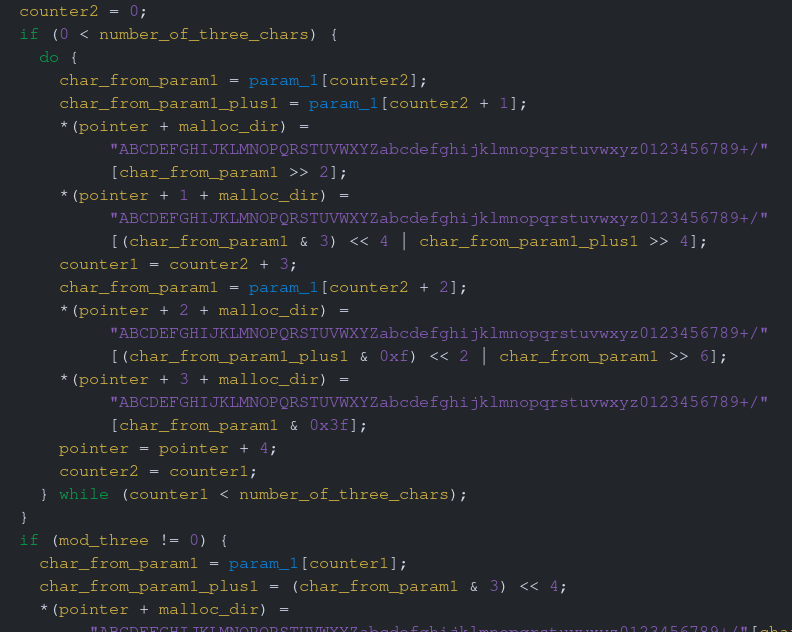 counter2 = 0;
if (0 < number_of_three_chars) {
do {
char_from_param1 = param_1[counter2];
char_from_param1_plus1 = param_1[counter2 + 1];
*(pointer + malloc_dir) =
"ABCDEFGHIJKLMNOPQRSTUVWXYZabcdefghijklmnopqrstuvwxyz0123456789+/"
[char_from_param1 >> 2];
*(pointer + 1 + malloc_dir) =
"ABCDEFGHIJKLMNOPQRSTUVWXYZabcdefghijklmnopqrstuvwxyz0123456789+/"
[(char_from_param1 & 3) << 4 | char_from_param1_plus1 >> 4];
counter1 = counter2 + 3;
char_from_param1 = param_1[counter2 + 2];
*(pointer + 2 + malloc_dir) =
"ABCDEFGHIJKLMNOPQRSTUVWXYZabcdefghijklmnopqrstuvwxyz0123456789+/"
[(char_from_param1_plus1 & 0xf) << 2 | char_from_param1 >> 6];
*(pointer + 3 + malloc_dir) =
"ABCDEFGHIJKLMNOPQRSTUVWXYZabcdefghijklmnopqrstuvwxyz0123456789+/"
[char_from_param1 & 0x3f];
pointer = pointer + 4;
counter2 = counter1;
} while (counter1 < number_of_three_chars);
}
if (mod_three != 0) {
char_from_param1 = param_1[counter1];
char_from_param1_plus1 = (char_from_param1 & 3) << 4;
*(pointer + malloc_dir) =